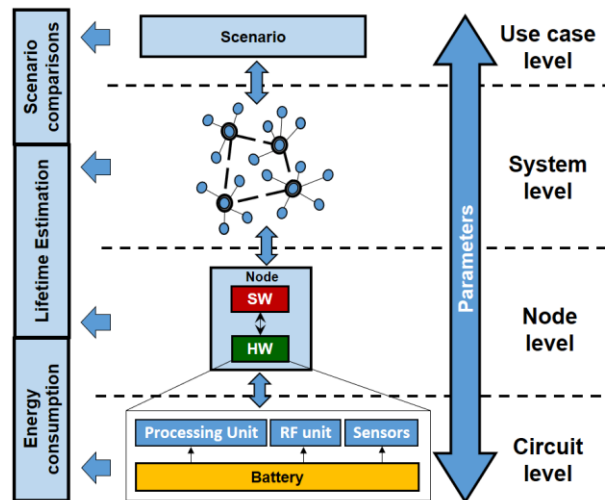 Scenario
comparisons
Lifetime Estimation
Energy
consumption
Scenario
Node
SW
HW
Processing Unit
RF unit
Sensors
Battery
Parameters
Use case
level
System
level
Node
level
Circuit
level